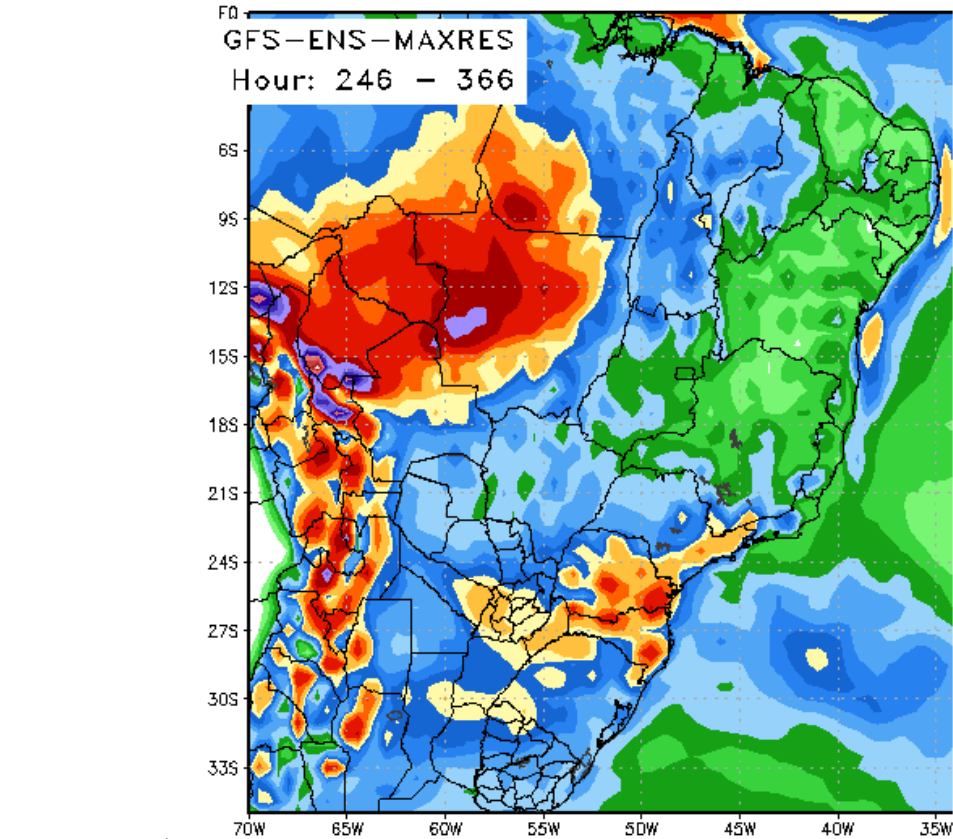 EQ
GFS-ENS-MAXRES
Hour: 246 - 366
6S
9S
12S
15S
18S
21S
24S
27S
30S
33S
70W 65W 60W 55W 50W 45W 40W 35W